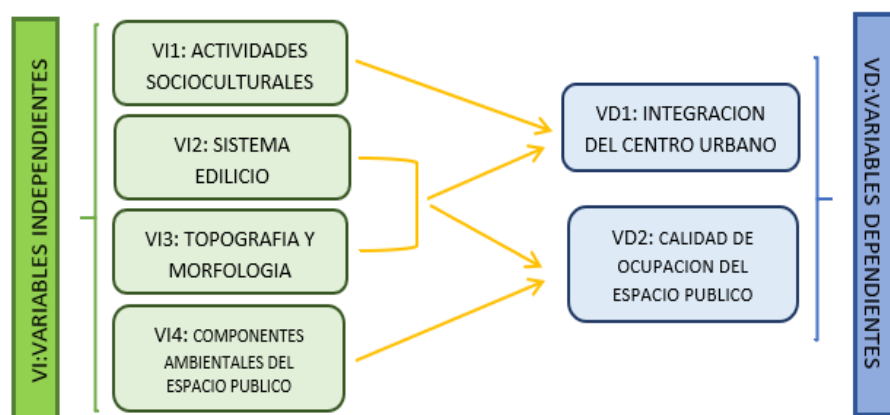 VI:VARIABLES INDEPENDIENTES
VI1: ACTIVIDADES
SOCIOCULTURALES
VI2: SISTEMA
EDILICIO
VI3: TOPOGRAFIA Y
MORFOLOGIA
VI4: COMPONENTES
AMBIENTALES DEL
ESPACIO PUBLICO
VD1: INTEGRACION
DEL CENTRO URBANO
VD2: CALIDAD DE
OCUPACION DEL
ESPACIO PUBLICO
VD:VARIABLES DEPENDIENTES